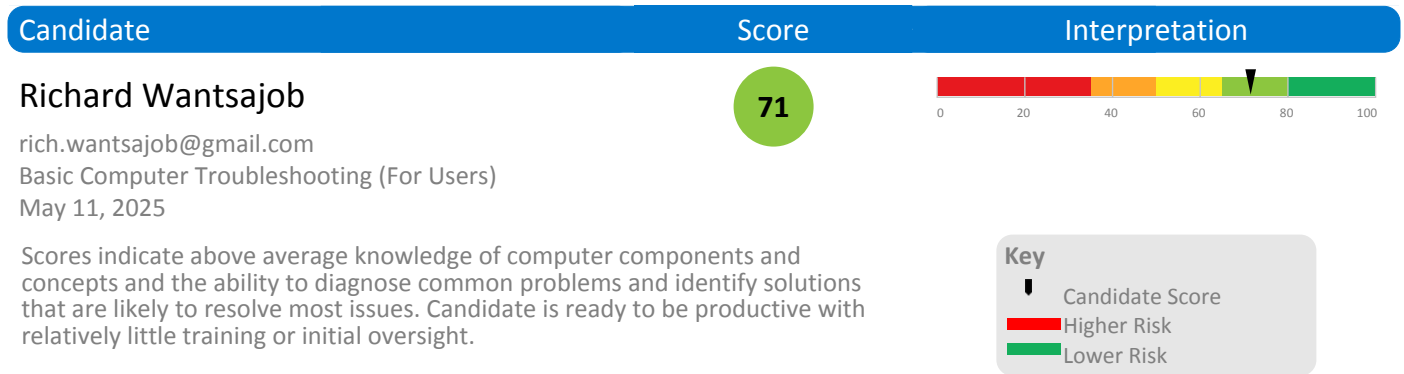 Candidate Score Interpretation
Richard Wantsajob
71
0 20 40 60 80 100
rich.wantsajob@gmail.com
Basic Computer Troubleshooting (For Users)
May 11, 2025
Scores indicate above average knowledge of computer components and
concepts and the ability to diagnose common problems and identify solutions
that are likely to resolve most issues. Candidate is ready to be productive with
relatively little training or initial oversight.
Key
Candidate Score
Higher Risk
Lower Risk